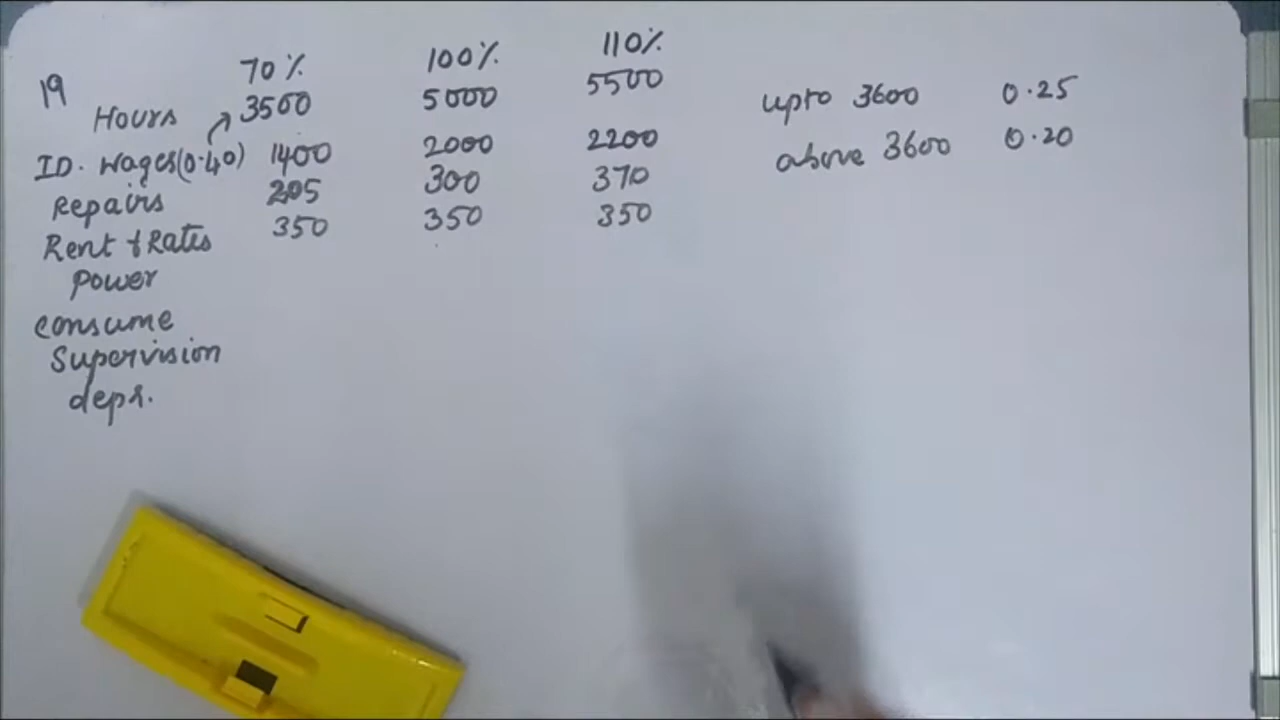 19 70% 100% 110%
Hours 3500 5000 5500 upto 3600 0.25
ID. Wages(0.40) 1400 2000 2200 above 3600 0.20
Repairs 205 300 370
Rent & Rates 350 350 350
Power
Consume
Supervision
depr.